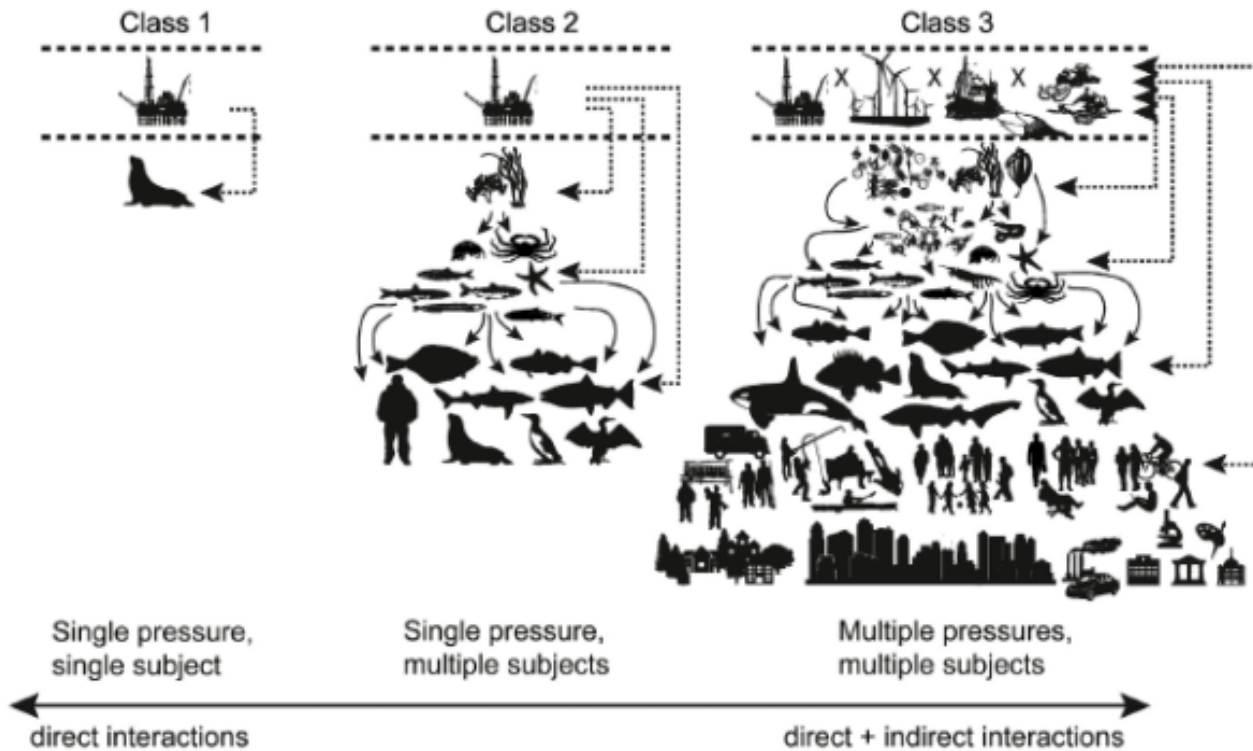 Class 1
Class 2
Class 3
X
X
X
Single pressure,
single subject
Single pressure,
multiple subjects
Multiple pressures,
multiple subjects
direct interactions
direct + indirect interactions